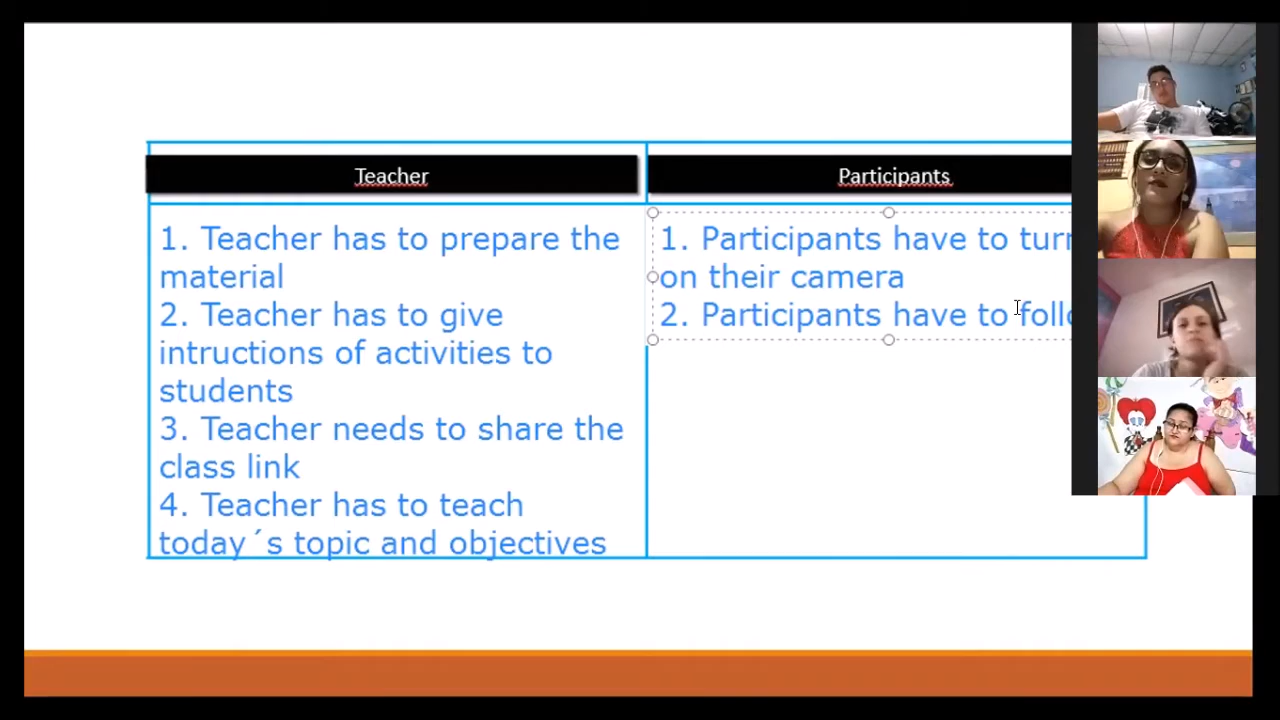 Teacher
Participants
1. Teacher has to prepare the
material
2. Teacher has to give
intructions of activities to
students
3. Teacher needs to share the
class link
4. Teacher has to teach
today´s topic and objectives
1. Participants have to
on their camera
2. Participants have to